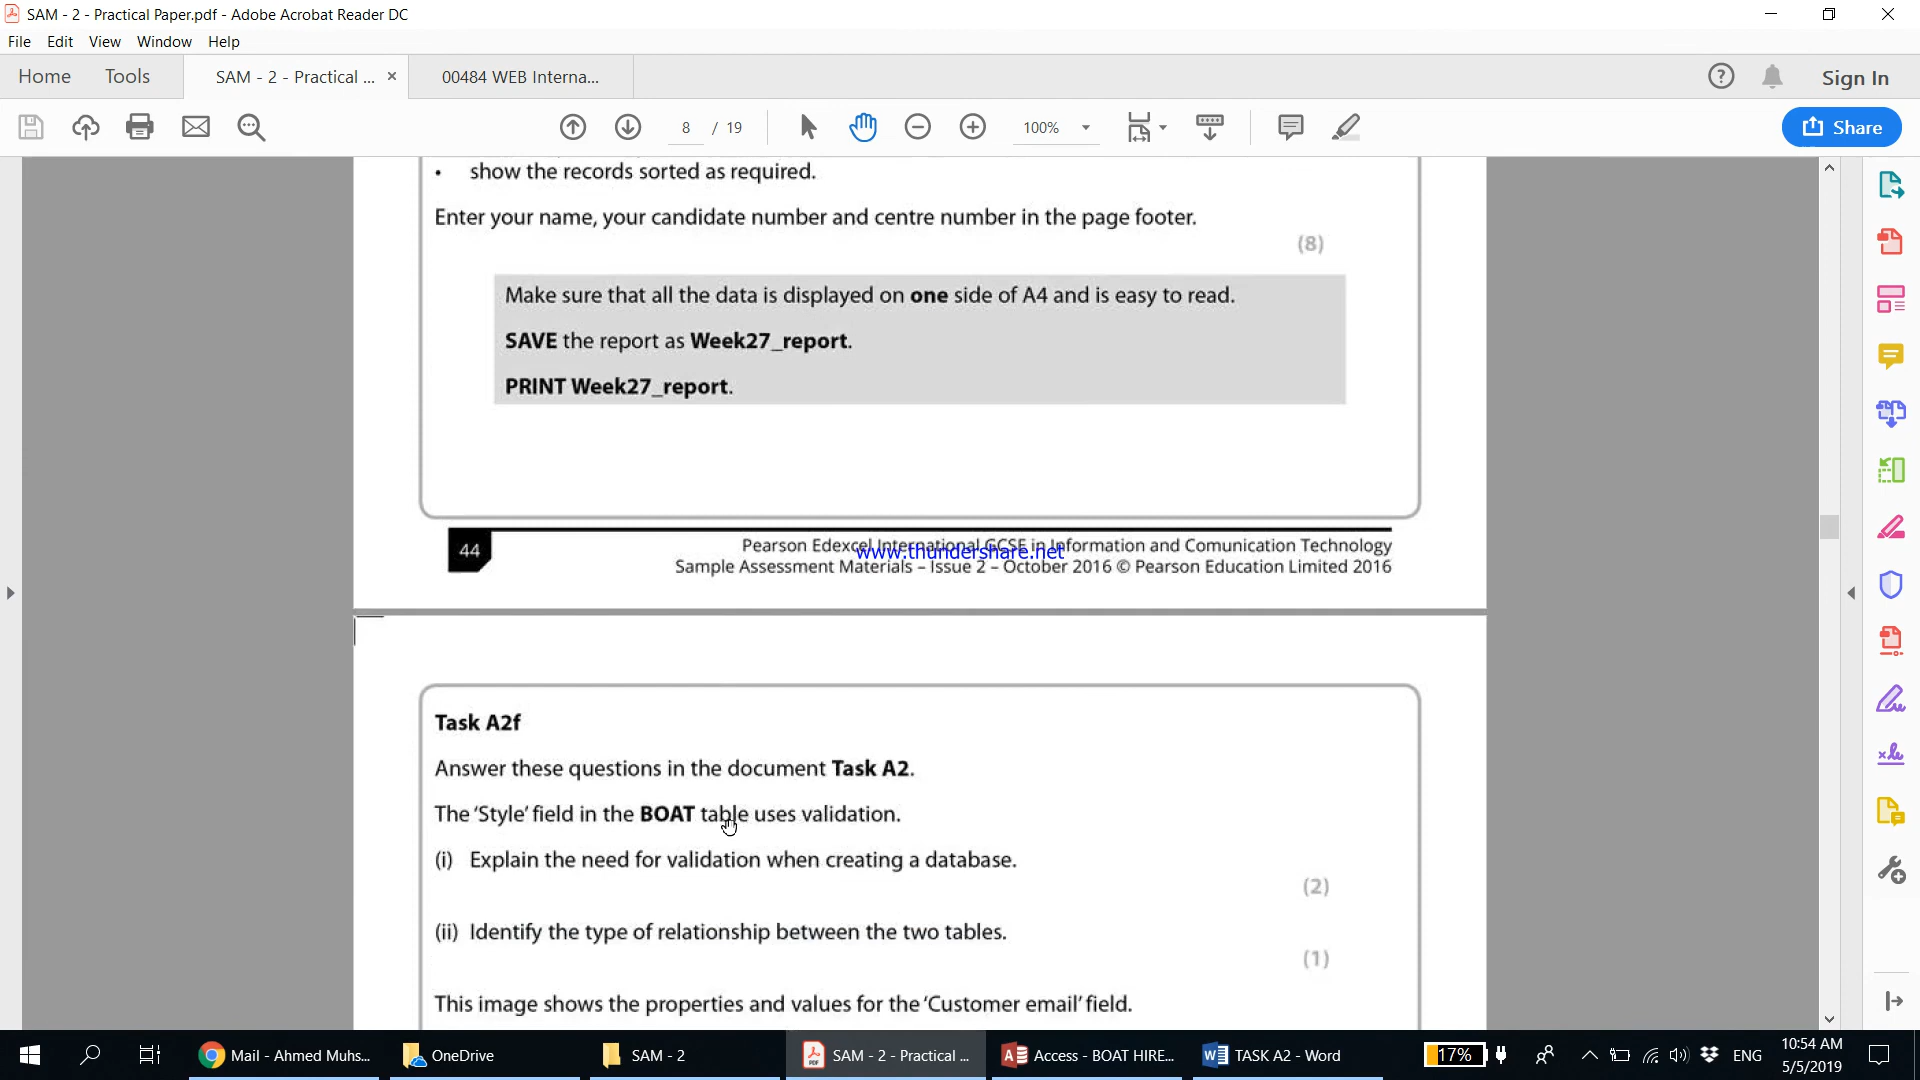 SAM - 2 - Practical Paper.pdf - Adobe Acrobat Reader DC
File Edit View Window Help
Home Tools SAM - 2 - Practical ... × 00484 WEB Interna... Sign In
8 / 19 100% Share
• show the records sorted as required.
Enter your name, your candidate number and centre number in the page footer.
(8)
Make sure that all the data is displayed on one side of A4 and is easy to read.
SAVE the report as Week27_report.
PRINT Week27_report.
44 Pearson Edexcel International GCSE in Information and Comunication Technology
www.thundershare.net
Sample Assessment Materials – Issue 2 – October 2016 © Pearson Education Limited 2016
Task A2f
Answer these questions in the document Task A2.
The ‘Style’ field in the BOAT table uses validation.
(i) Explain the need for validation when creating a database.
(2)
(ii) Identify the type of relationship between the two tables.
(1)
This image shows the properties and values for the ‘Customer email’ field.
Mail - Ahmed Muhs... OneDrive SAM - 2 SAM - 2 - Practical ... Access - BOAT HIRE... TASK A2 - Word 17% ENG 10:54 AM
5/5/2019